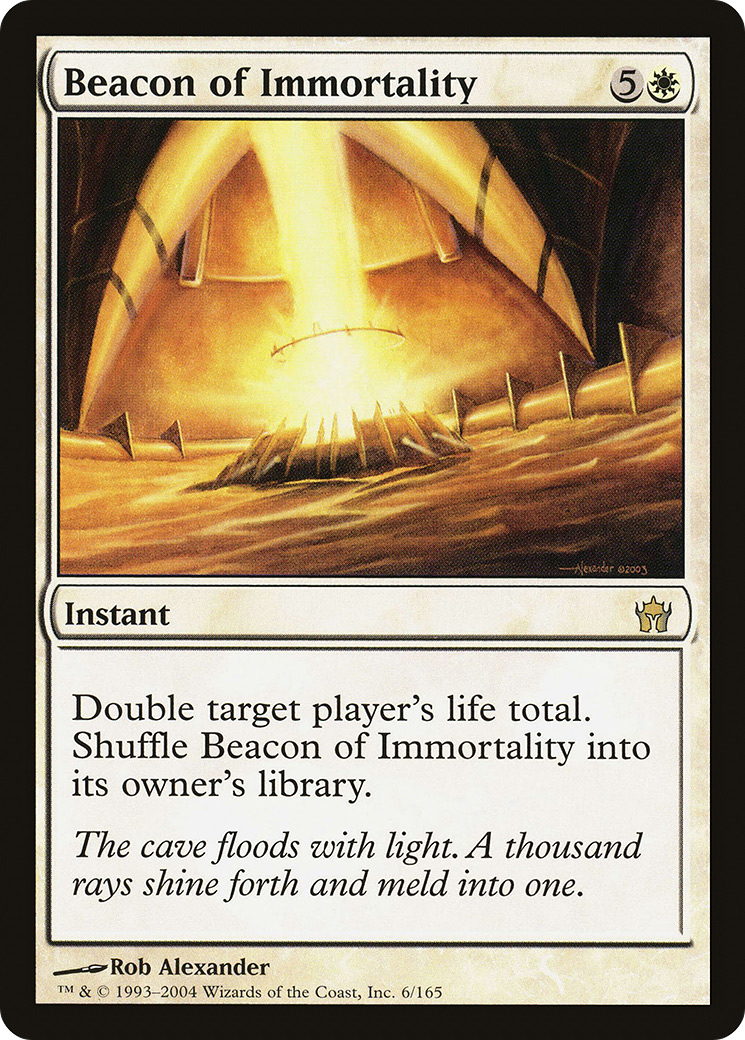 Beacon of Immortality 5
Alexander ©2003
Instant
Double target player's life total.
Shuffle Beacon of Immortality into
its owner's library.
The cave floods with light. A thousand
rays shine forth and meld into one.
Rob Alexander
™ & © 1993–2004 Wizards of the Coast, Inc. 6/165